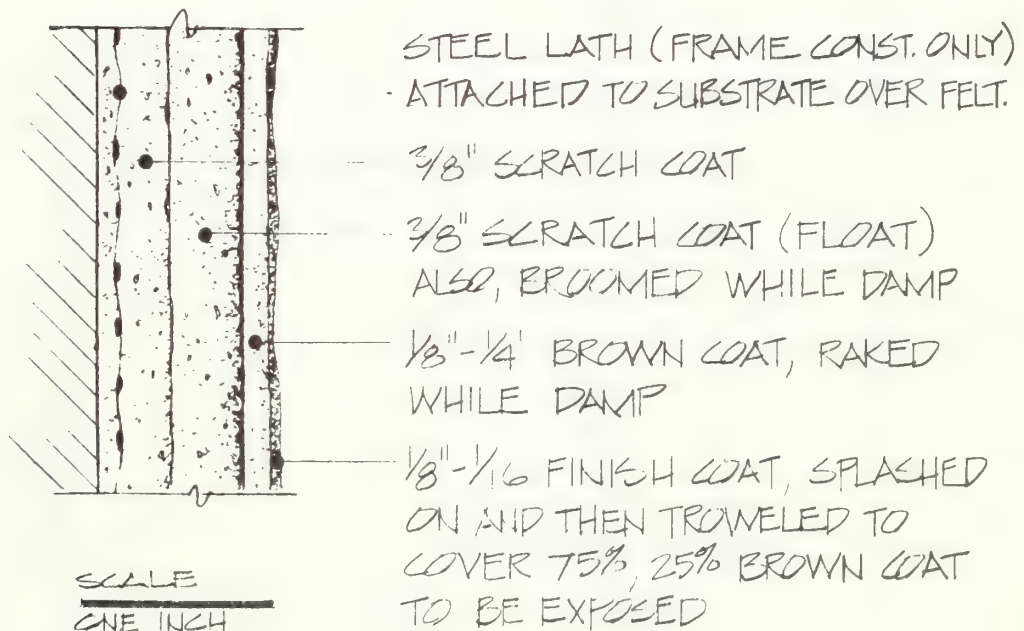 STEEL LATH (FRAME CONST. ONLY)
ATTACHED TO SUBSTRATE OVER FELT.
3/8" SCRATCH COAT
3/8" SCRATCH COAT (FLOAT)
ALSO, BROOMED WHILE DAMP
1/8"-1/4' BROWN COAT, RAKED
WHILE DAMP
1/8"-1/16 FINISH COAT, SPLASHED
ON AND THEN TROWELED TO
COVER 75%, 25% BROWN COAT
TO BE EXPOSED
SCALE
ONE INCH